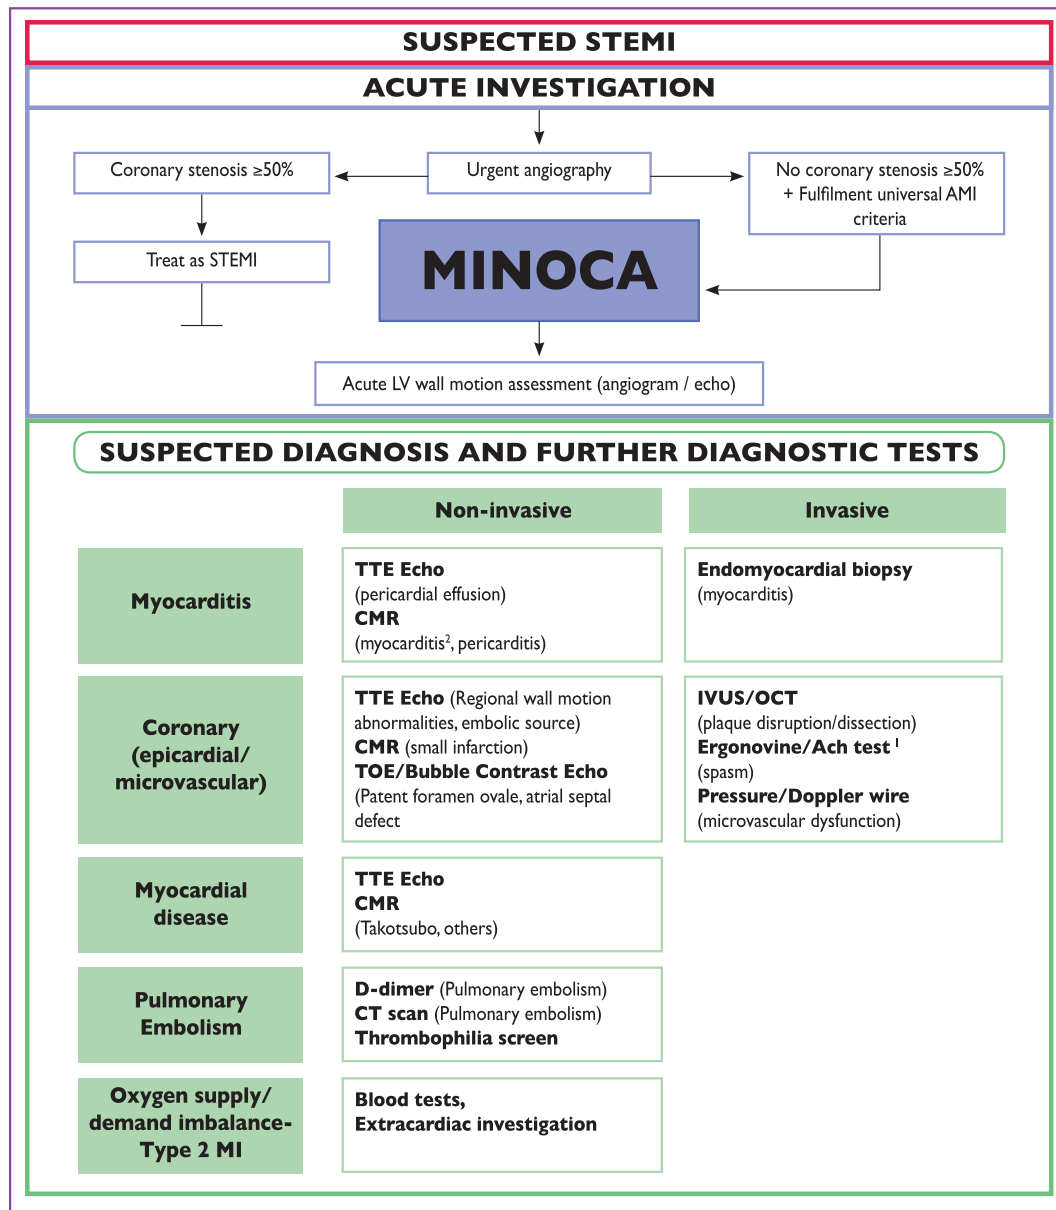 SUSPECTED STEMI
ACUTE INVESTIGATION
Coronary stenosis ≥50%
Urgent angiography
No coronary stenosis ≥50%
+ Fulfilment universal AMI
criteria
Treat as STEMI
MINOCA
Acute LV wall motion assessment (angiogram / echo)
SUSPECTED DIAGNOSIS AND FURTHER DIAGNOSTIC TESTS
Non-invasive
Invasive
Myocarditis
TTE Echo
(pericardial effusion)
CMR
(myocarditis², pericarditis)
Endomyocardial biopsy
(myocarditis)
Coronary
(epicardial/
microvascular)
TTE Echo (Regional wall motion
abnormalities, embolic source)
CMR (small infarction)
TOE/Bubble Contrast Echo
(Patent foramen ovale, atrial septal
defect
IVUS/OCT
(plaque disruption/dissection)
Ergonovine/Ach test ¹
(spasm)
Pressure/Doppler wire
(microvascular dysfunction)
Myocardial
disease
TTE Echo
CMR
(Takotsubo, others)
Pulmonary
Embolism
D-dimer (Pulmonary embolism)
CT scan (Pulmonary embolism)
Thrombophilia screen
Oxygen supply/
demand imbalance-
Type 2 MI
Blood tests,
Extracardiac investigation